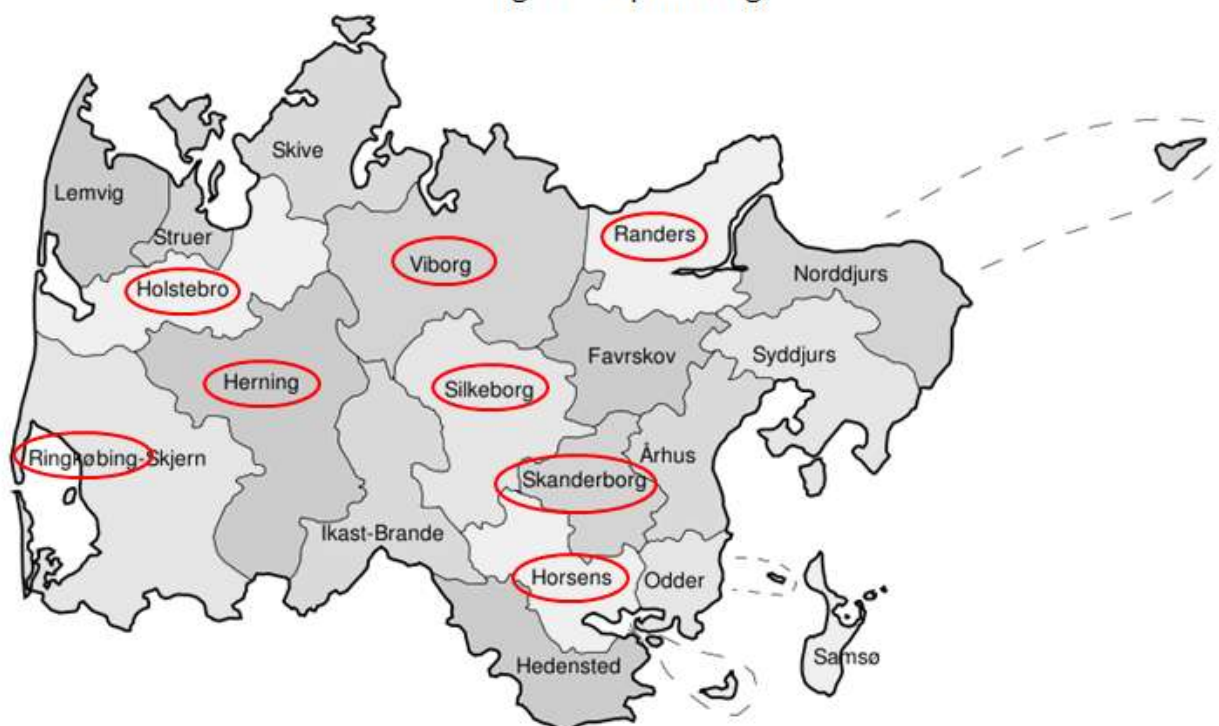 Skive
Lemvig
Struer
Randers
Viborg
Norddjurs
Holstebro
Favrskov
Syddjurs
Herning
Silkeborg
Århus
Ringkøbing-Skjern
Skanderborg
Ikast-Brande
Horsens
Odder
Hedensted
Samsø